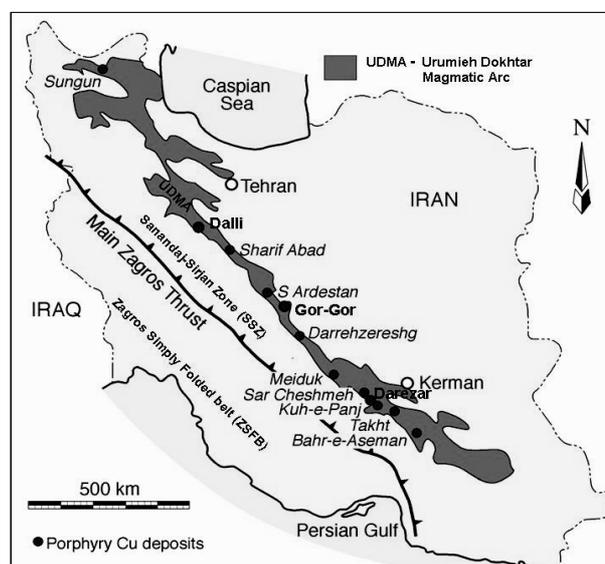 UDMA - Urumieh Dokhtar
Magmatic Arc
Sungun
Caspian
Sea
N
Tehran
UDMA
IRAN
Dalli
Sharif Abad
Sanandaj-Sirjan Zone (SSZ)
Main Zagros Thrust
S Ardestan
IRAQ
Gor-Gor
Zagros Simply Folded belt (ZSFB)
Darrehzereshg
Meiduk
Kerman
Sar Cheshmeh
Darezar
Kuh-e-Panj
Takht
Bahr-e-Aseman
500 km
Persian Gulf
Porphyry Cu deposits